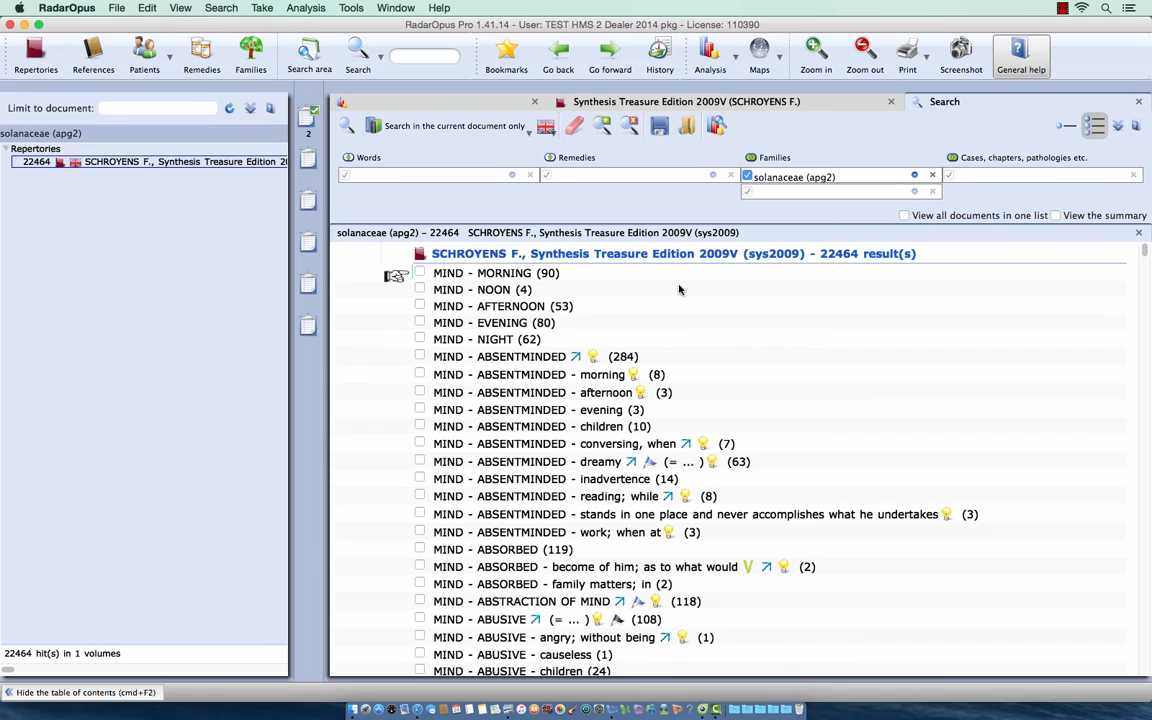 RadarOpus File Edit View Search Take Analysis Tools Window Help
RadarOpus Pro 1.41.14 - User: TEST HMS 2 Dealer 2014 pkg - License: 110390
Repertories References Patients Remedies Families Search area Search Bookmarks Go back Go forward History Analysis Maps Zoom in Zoom out Print Screenshot General help
Limit to document:
Synthesis Treasure Edition 2009V (SCHROYENS F.)
Search
Search in the current document only
solanaceae (apg2)
Repertories
22464 SCHROYENS F., Synthesis Treasure Edition 2
2
Words Remedies Families Cases, chapters, pathologies etc.
solanaceae (apg2)
View all documents in one list View the summary
solanaceae (apg2) - 22464 SCHROYENS F., Synthesis Treasure Edition 2009V (sys2009)
SCHROYENS F., Synthesis Treasure Edition 2009V (sys2009) - 22464 result(s)
MIND - MORNING (90)
MIND - NOON (4)
MIND - AFTERNOON (53)
MIND - EVENING (80)
MIND - NIGHT (62)
MIND - ABSENTMINDED (284)
MIND - ABSENTMINDED - morning (8)
MIND - ABSENTMINDED - afternoon (3)
MIND - ABSENTMINDED - evening (3)
MIND - ABSENTMINDED - children (10)
MIND - ABSENTMINDED - conversing, when (7)
MIND - ABSENTMINDED - dreamy (= ... ) (63)
MIND - ABSENTMINDED - inadvertence (14)
MIND - ABSENTMINDED - reading; while (8)
MIND - ABSENTMINDED - stands in one place and never accomplishes what he undertakes (3)
MIND - ABSENTMINDED - work; when at (3)
MIND - ABSORBED (119)
MIND - ABSORBED - become of him; as to what would V (2)
MIND - ABSORBED - family matters; in (2)
MIND - ABSTRACTION OF MIND (118)
MIND - ABUSIVE (= ... ) (108)
MIND - ABUSIVE - angry; without being (1)
MIND - ABUSIVE - causeless (1)
MIND - ABUSIVE - children (24)
22464 hit(s) in 1 volumes
Hide the table of contents (cmd+F2)